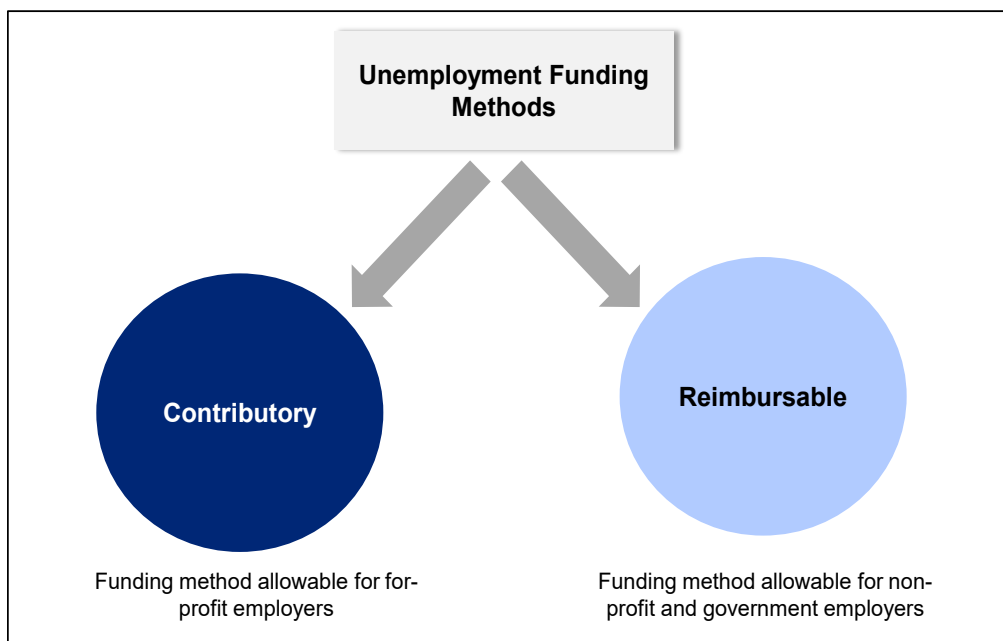 Unemployment Funding
Methods
Contributory
Reimbursable
Funding method allowable for for-
profit employers
Funding method allowable for non-
profit and government employers